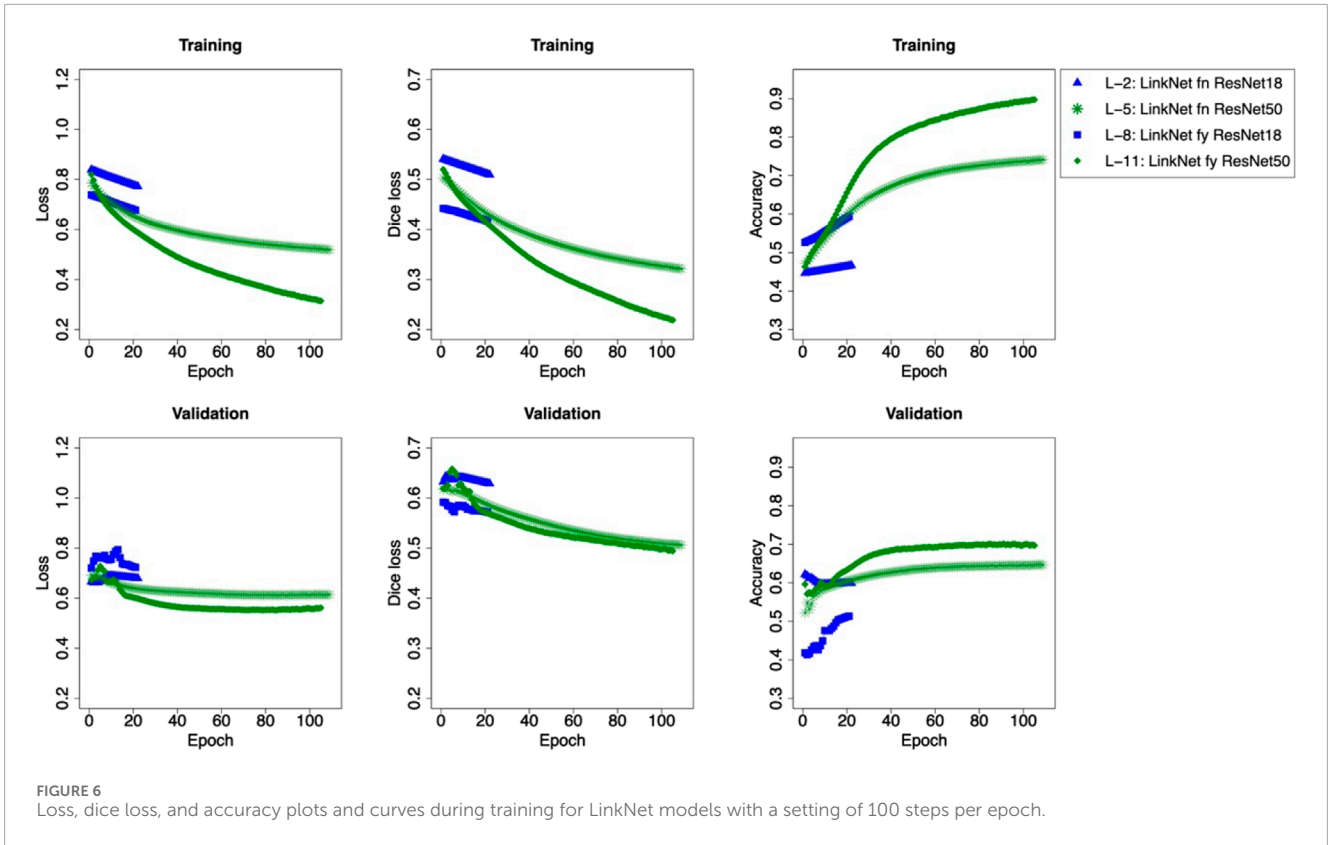 Training
Training
Training
1.2
1.0
0.8
0.6
0.4
0.2
Loss
0 20 40 60 80 100
Epoch
0.7
0.6
0.5
0.4
0.3
0.2
Dice loss
0 20 40 60 80 100
Epoch
0.9
0.8
0.7
0.6
0.5
0.4
0.3
Accuracy
0 20 40 60 80 100
Epoch
L-2: LinkNet fn ResNet18
L-5: LinkNet fn ResNet50
L-8: LinkNet fy ResNet18
L-11: LinkNet fy ResNet50
Validation
Validation
Validation
1.2
1.0
0.8
0.6
0.4
0.2
Loss
0 20 40 60 80 100
Epoch
0.7
0.6
0.5
0.4
0.3
0.2
Dice loss
0 20 40 60 80 100
Epoch
0.9
0.8
0.7
0.6
0.5
0.4
0.3
Accuracy
0 20 40 60 80 100
Epoch
FIGURE 6
Loss, dice loss, and accuracy plots and curves during training for LinkNet models with a setting of 100 steps per epoch.